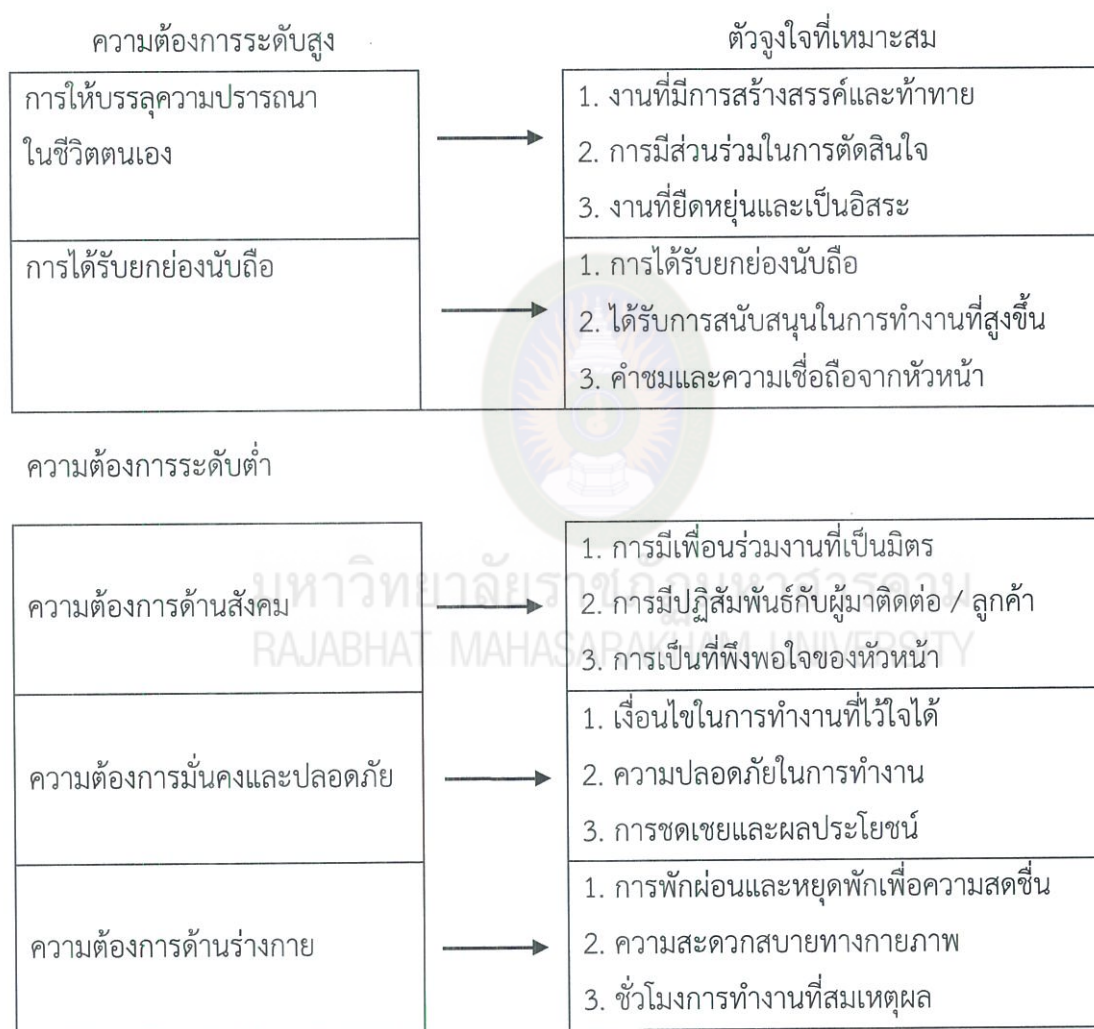 ความต้องการระดับสูง
ตัวจูงใจที่เหมาะสม
การให้บรรลุความปรารถนา
ในชีวิตตนเอง
1. งานที่มีการสร้างสรรค์และท้าทาย
2. การมีส่วนร่วมในการตัดสินใจ
3. งานที่ยืดหยุ่นและเป็นอิสระ
การได้รับยกย่องนับถือ
1. การได้รับยกย่องนับถือ
2. ได้รับการสนับสนุนในการทำงานที่สูงขึ้น
3. คำชมและความเชื่อถือจากหัวหน้า
ความต้องการระดับต่ำ
ความต้องการด้านสังคม
1. การมีเพื่อนร่วมงานที่เป็นมิตร
2. การมีปฏิสัมพันธ์กับผู้มาติดต่อ / ลูกค้า
3. การเป็นที่พึงพอใจของหัวหน้า
มหาวิทยาลัยราชภัฏมหาสารคาม
RAJABHAT MAHASARAKHAM UNIVERSITY
ความต้องการมั่นคงและปลอดภัย
1. เงื่อนไขในการทำงานที่ไว้ใจได้
2. ความปลอดภัยในการทำงาน
3. การชดเชยและผลประโยชน์
ความต้องการด้านร่างกาย
1. การพักผ่อนและหยุดพักเพื่อความสดชื่น
2. ความสะดวกสบายทางกายภาพ
3. ชั่วโมงการทำงานที่สมเหตุผล